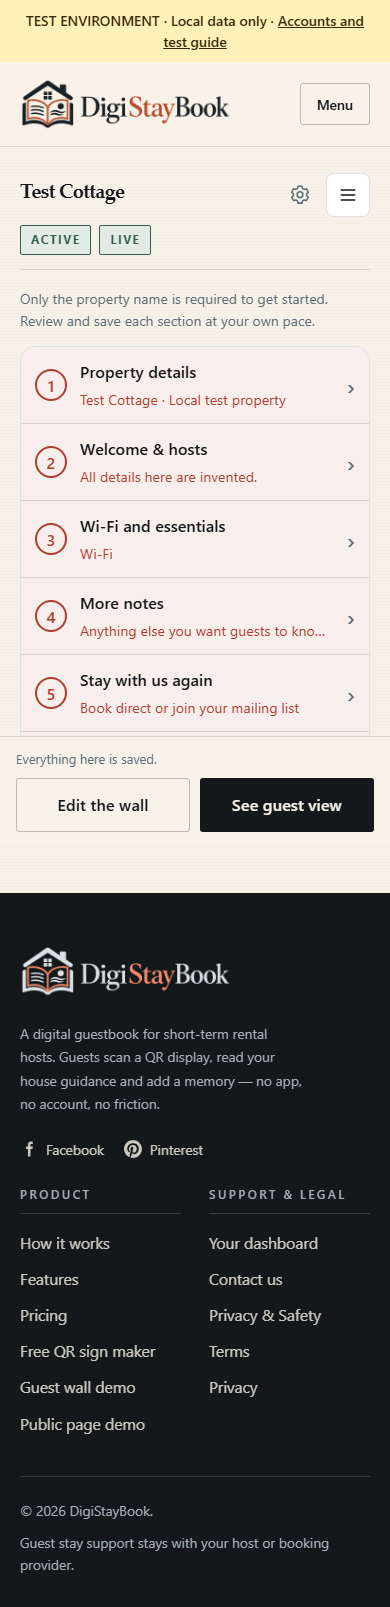 TEST ENVIRONMENT · Local data only · Accounts and
test guide
DigiStayBook
Menu
Test Cottage
ACTIVE
LIVE
Only the property name is required to get started.
Review and save each section at your own pace.
1
Property details
Test Cottage · Local test property
2
Welcome & hosts
All details here are invented.
3
Wi-Fi and essentials
Wi-Fi
4
More notes
Anything else you want guests to kno...
5
Stay with us again
Book direct or join your mailing list
Everything here is saved.
Edit the wall
See guest view
DigiStayBook
A digital guestbook for short-term rental
hosts. Guests scan a QR display, read your
house guidance and add a memory — no app,
no account, no friction.
Facebook
Pinterest
PRODUCT
How it works
Features
Pricing
Free QR sign maker
Guest wall demo
Public page demo
SUPPORT & LEGAL
Your dashboard
Contact us
Privacy & Safety
Terms
Privacy
© 2026 DigiStayBook.
Guest stay support stays with your host or booking
provider.